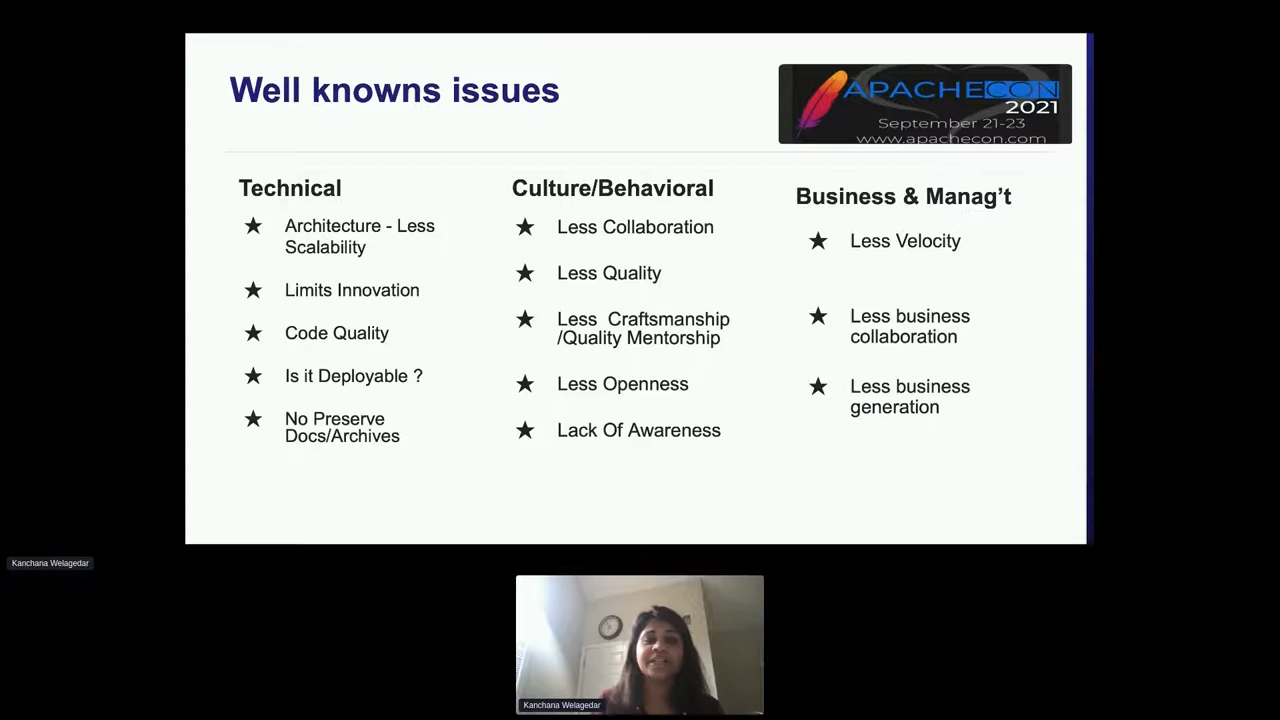 Well knowns issues
APACHECON
2021
September 21-23
www.apachecon.com
Technical
★ Architecture - Less
Scalability
★ Limits Innovation
★ Code Quality
★ Is it Deployable ?
★ No Preserve
Docs/Archives
Culture/Behavioral
★ Less Collaboration
★ Less Quality
★ Less Craftsmanship
/Quality Mentorship
★ Less Openness
★ Lack Of Awareness
Business & Manag't
★ Less Velocity
★ Less business
collaboration
★ Less business
generation
Kanchana Welagedar
Kanchana Welagedar